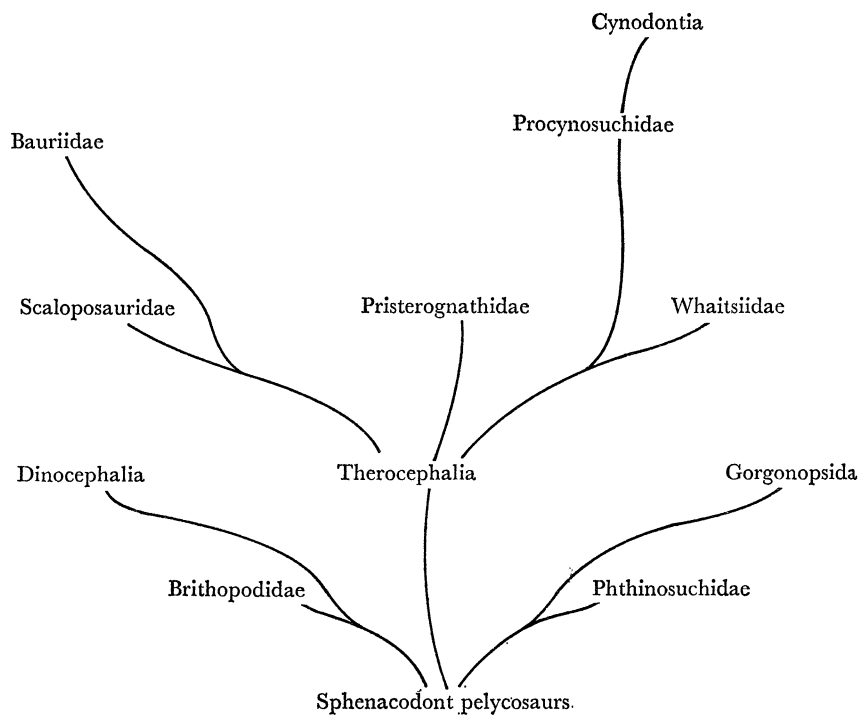 Cynodontia
Procynosuchidae
Bauriidae
Scaloposauridae
Pristerognathidae
Whaitsiidae
Dinocephalia
Therocephalia
Gorgonopsida
Brithopodidae
Phthinosuchidae
Sphenacodont pelycosaurs.